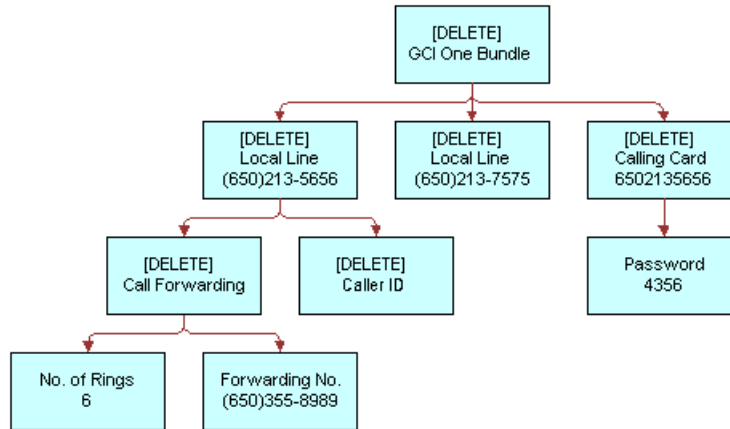 [DELETE]
GCI One Bundle
[DELETE]
Local Line
(650)213-5656
[DELETE]
Local Line
(650)213-7575
[DELETE]
Calling Card
6502135656
[DELETE]
Call Forwarding
[DELETE]
Caller ID
Password
4356
No. of Rings
6
Forwarding No.
(650)355-8989